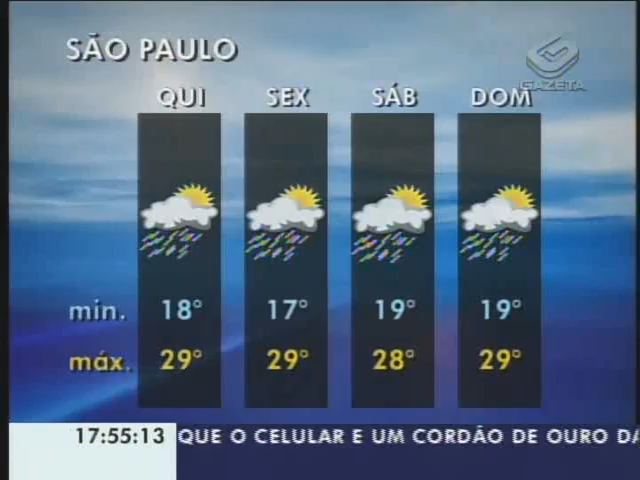 SÃO PAULO
GAZETA
QUI SEX SÁB DOM
min. 18° 17° 19° 19°
máx. 29° 29° 28° 29°
17:55:13 QUE O CELULAR E UM CORDÃO DE OURO DA